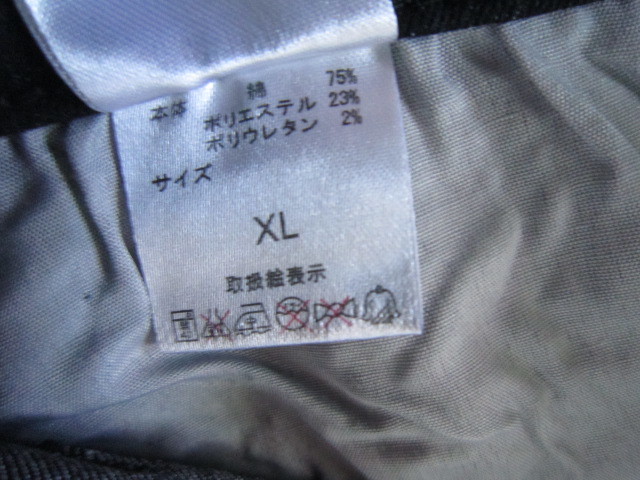 本体 綿 75%
ポリエステル 23%
ポリウレタン 2%
サイズ
XL
取扱絵表示